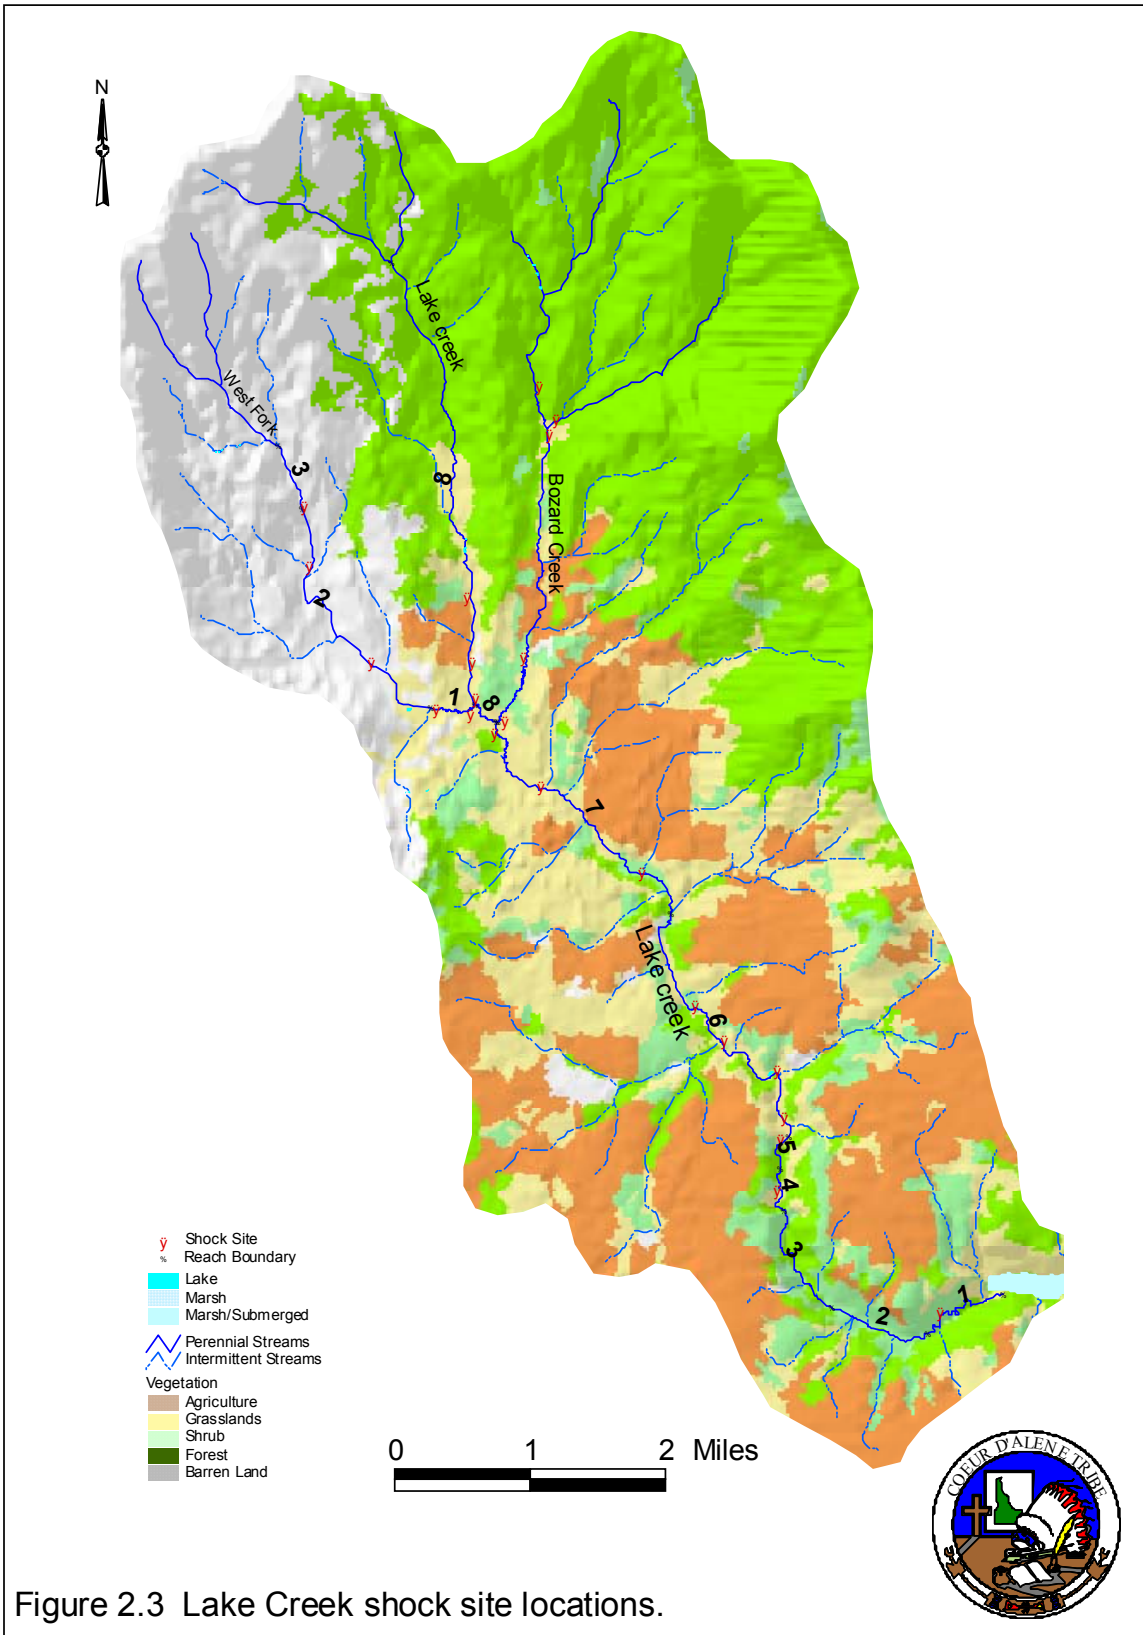 N
Lake creek
West Fork
3
8
Bozard Creek
2
1
8
7
Lake creek
6
5
4
3
2
1
ÿ Shock Site
% Reach Boundary
Lake
Marsh
Marsh/Submerged
Perennial Streams
Intermittent Streams
Vegetation
Agriculture
Grasslands
Shrub
Forest
Barren Land
0 1 2 Miles
COEUR D'ALENE TRIBE
Figure 2.3 Lake Creek shock site locations.